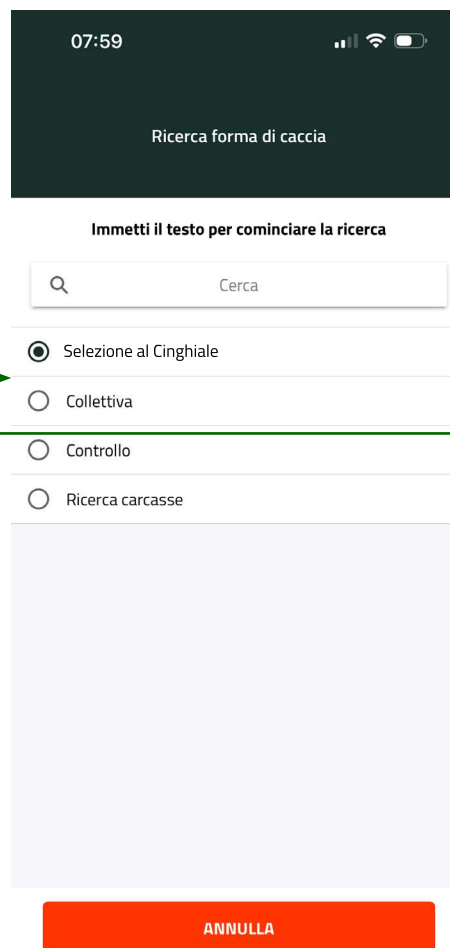 07:59
Ricerca forma di caccia
Immetti il testo per cominciare la ricerca
Cerca
Selezione al Cinghiale
Collettiva
Controllo
Ricerca carcasse
ANNULLA